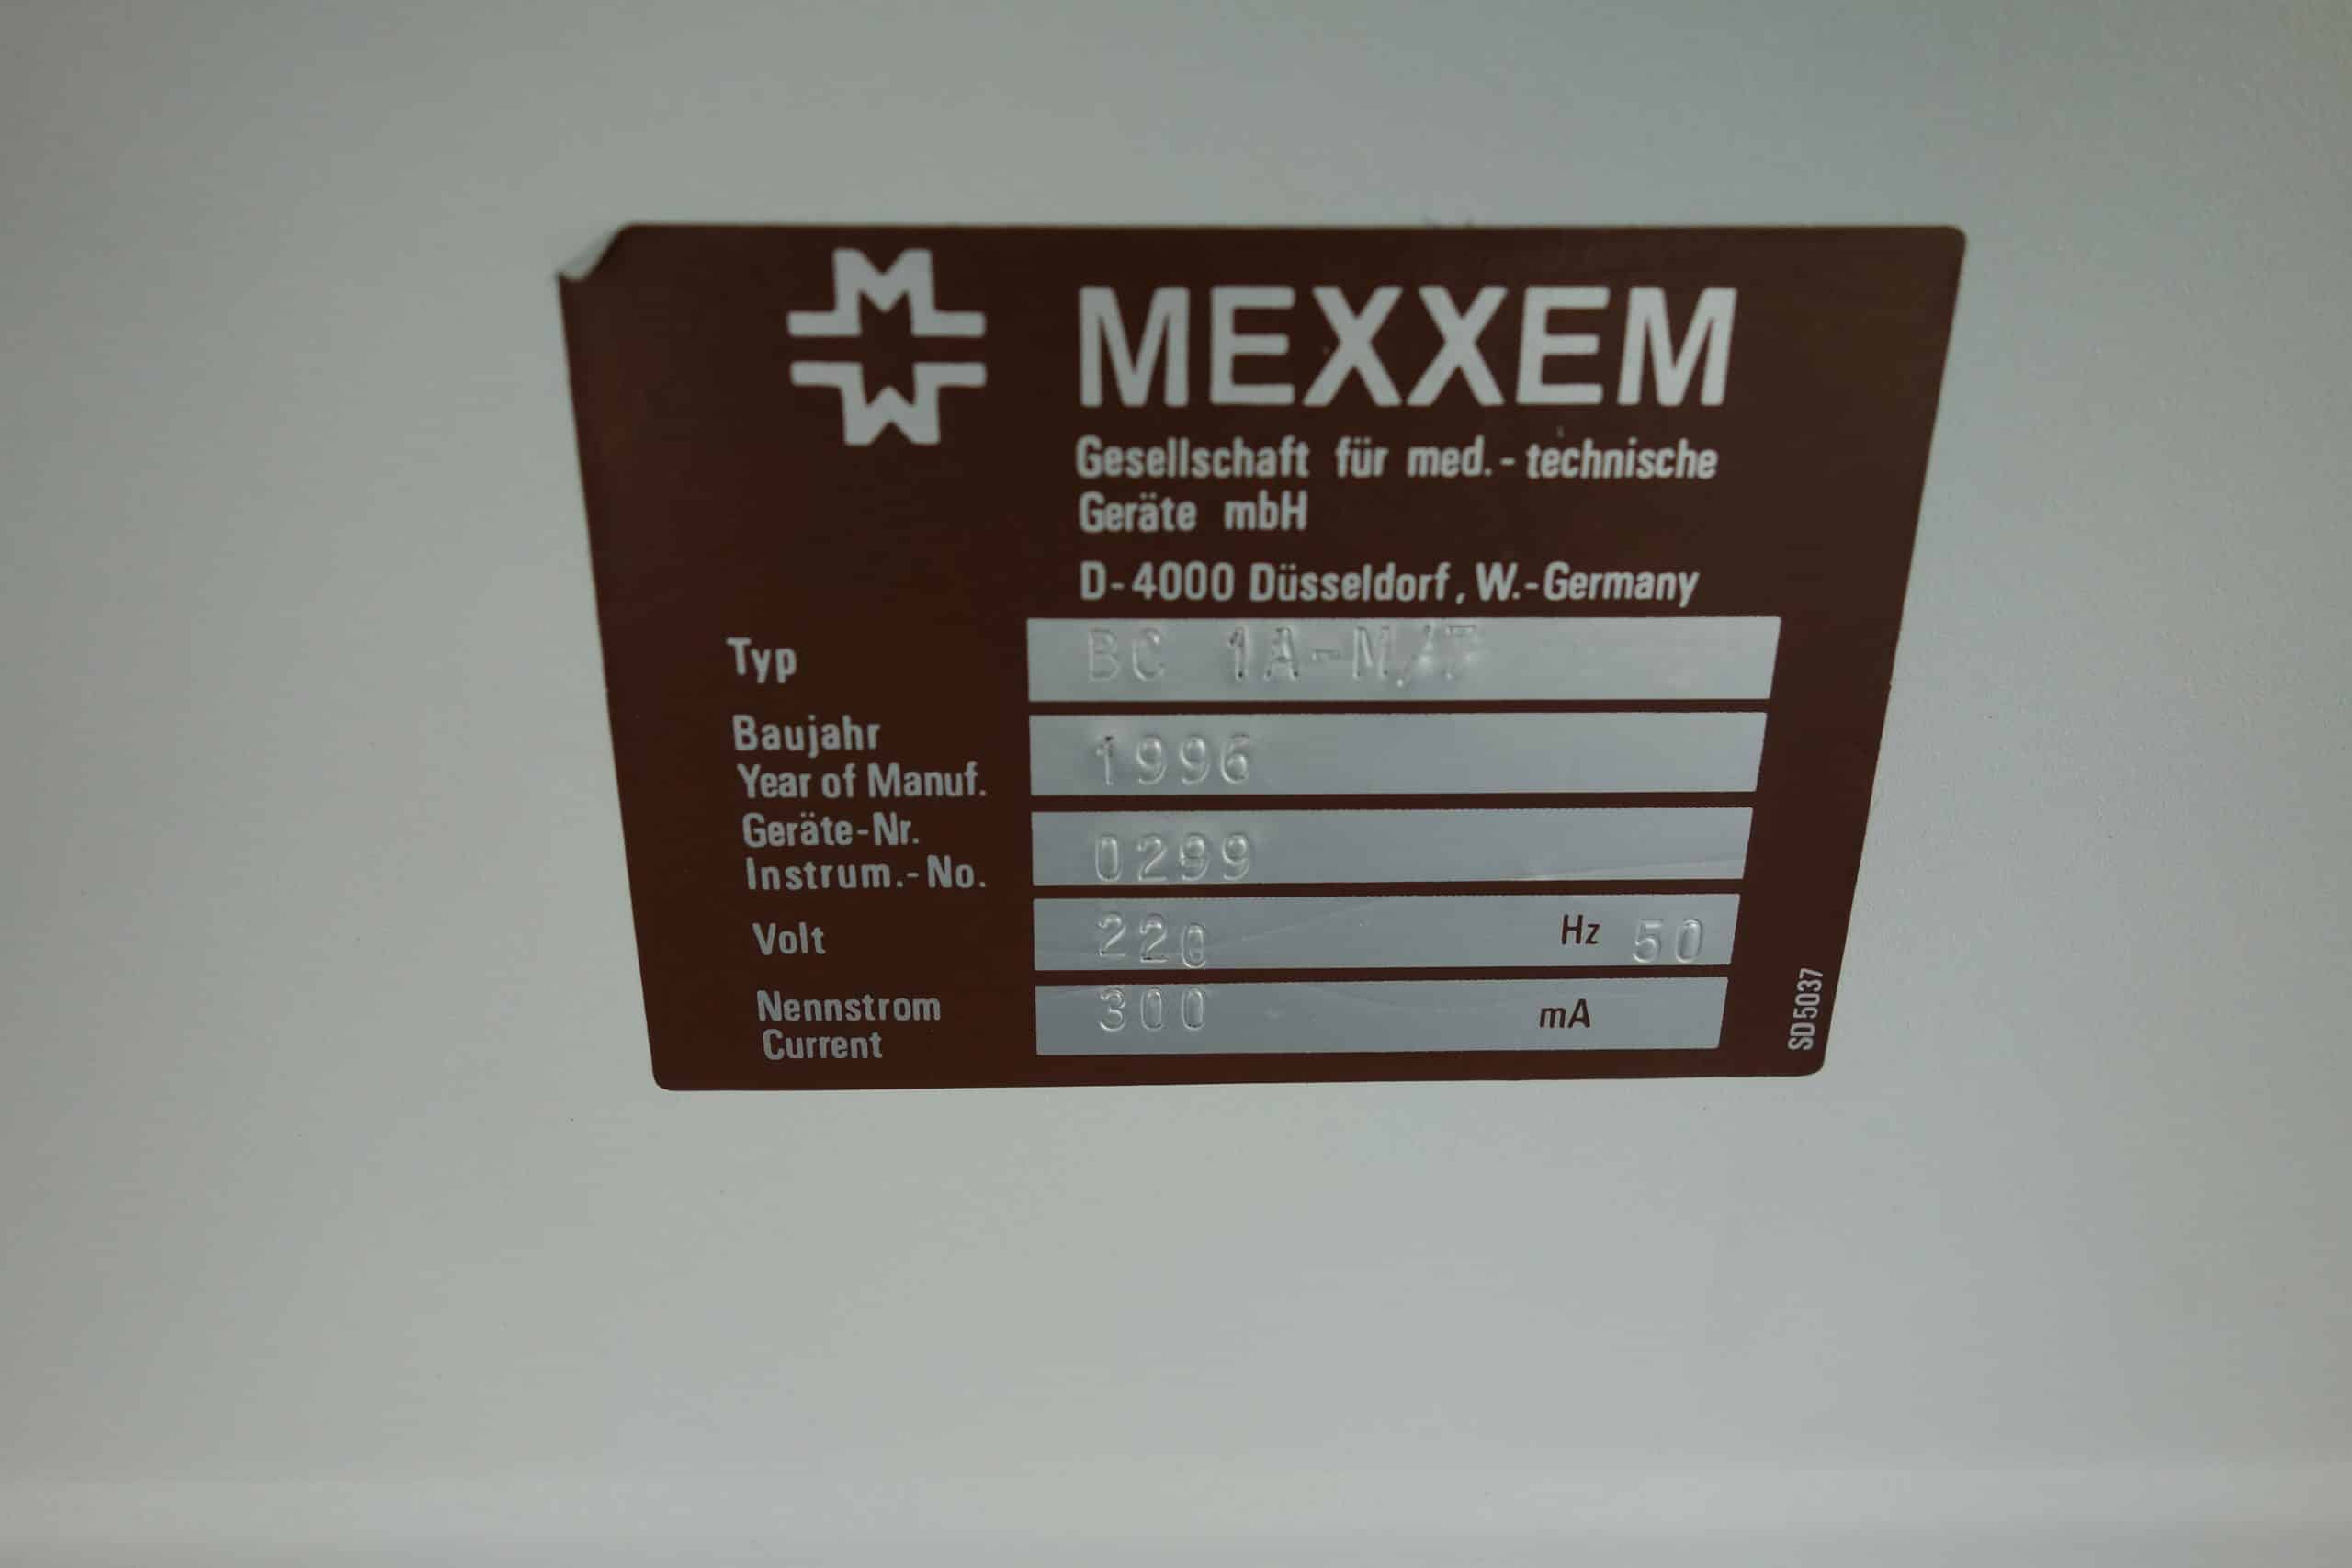 MEXXEM
Gesellschaft für med.-technische
Geräte mbH
D-4000 Düsseldorf, W.-Germany
Typ BC 1A-M/T
Baujahr 1996
Year of Manuf.
Geräte-Nr. 0299
Instrum.-No.
Volt 220 Hz 50
Nennstrom 300 mA
Current
SD5037